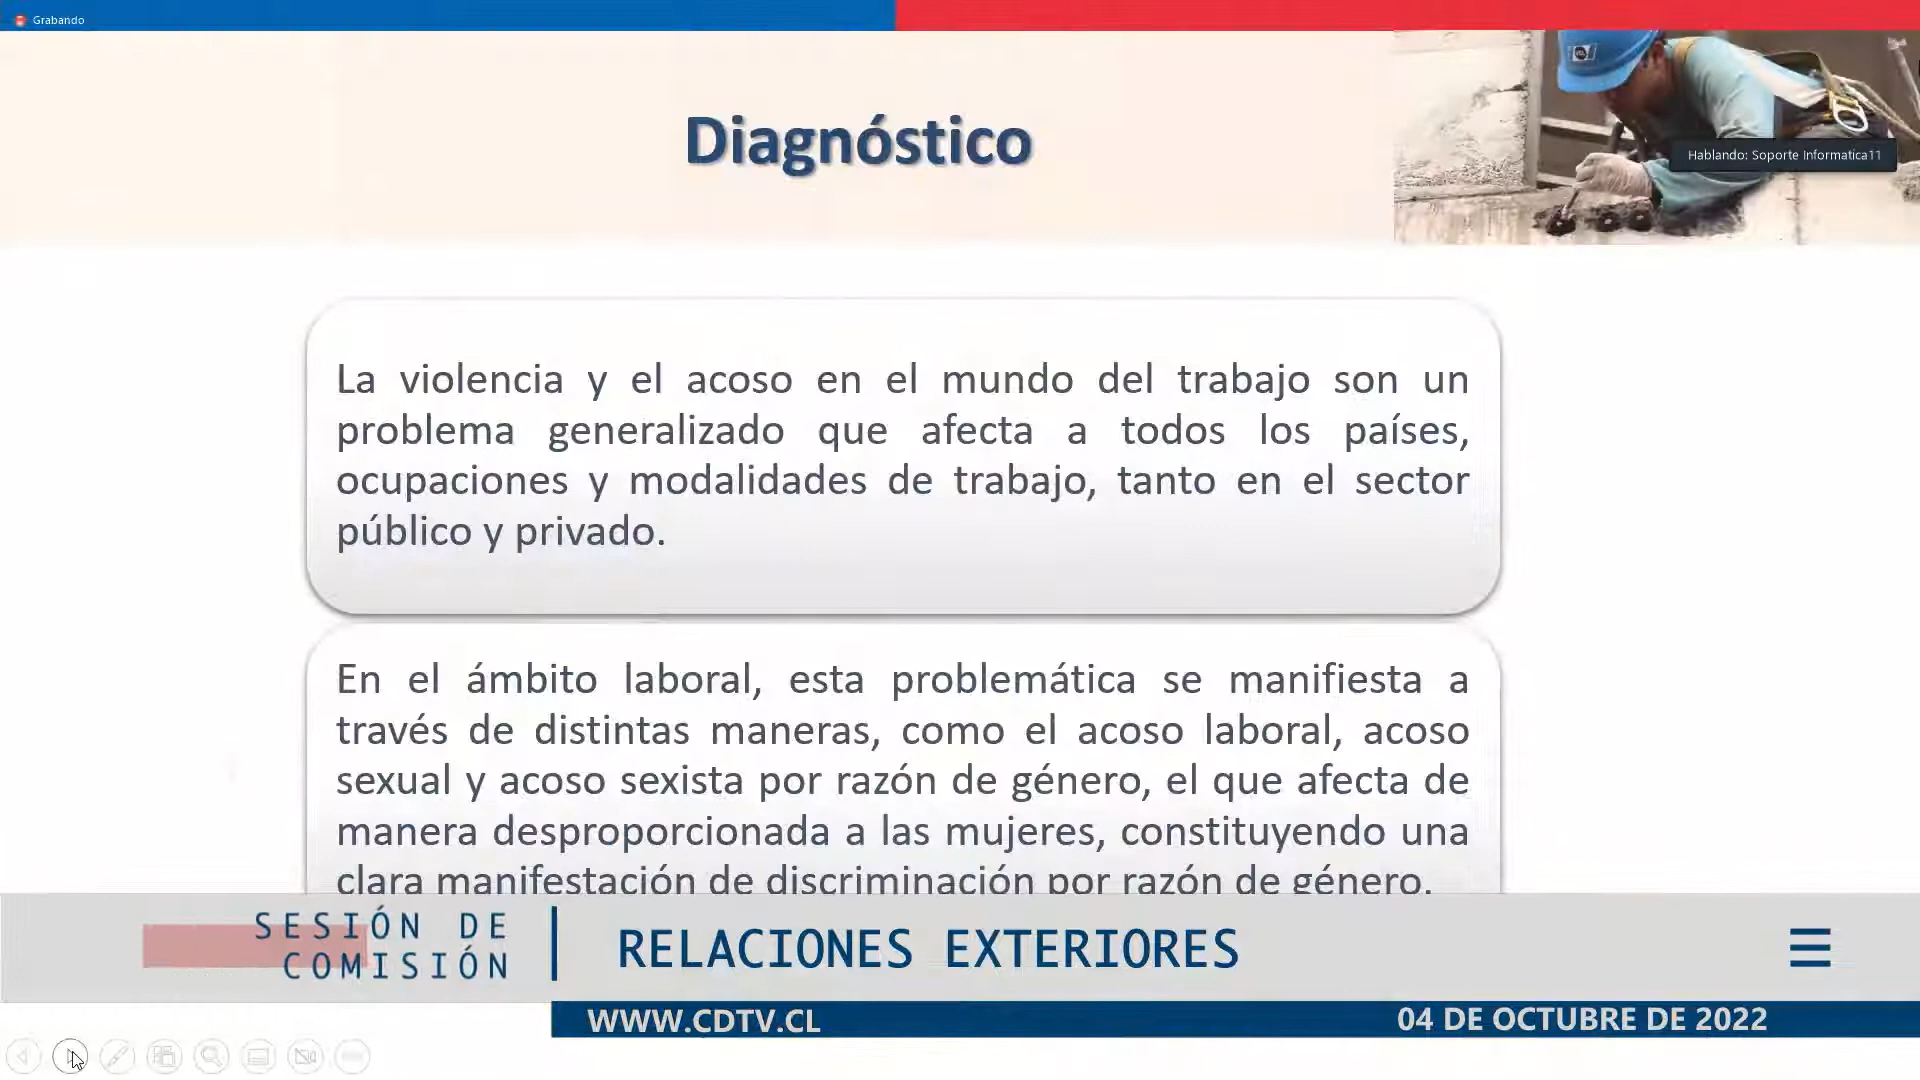 Grabando
Diagnóstico
Hablando: Soporte Informatica11
La violencia y el acoso en el mundo del trabajo son un
problema generalizado que afecta a todos los países,
ocupaciones y modalidades de trabajo, tanto en el sector
público y privado.
En el ámbito laboral, esta problemática se manifiesta a
través de distintas maneras, como el acoso laboral, acoso
sexual y acoso sexista por razón de género, el que afecta de
manera desproporcionada a las mujeres, constituyendo una
clara manifestación de discriminación por razón de género.
SESIÓN DE
COMISIÓN
RELACIONES EXTERIORES
WWW.CDTV.CL
04 DE OCTUBRE DE 2022